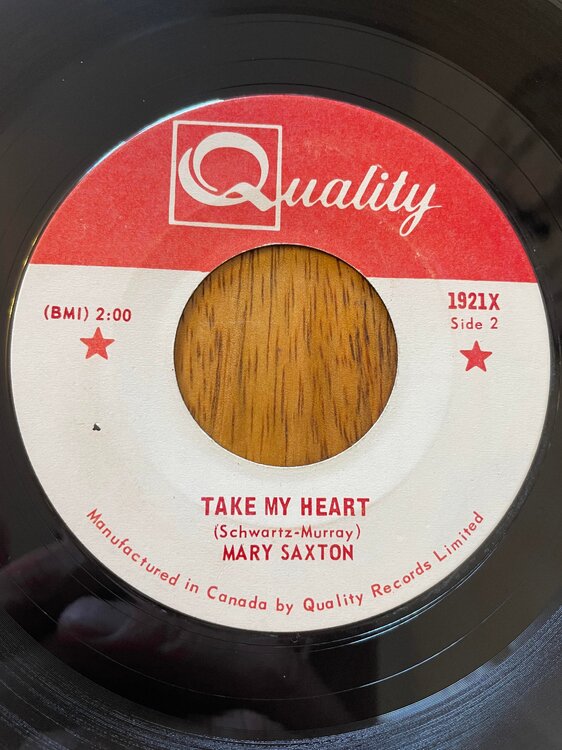 Quality
(BMI) 2:00
1921X
Side 2
TAKE MY HEART
(Schwartz-Murray)
MARY SAXTON
Manufactured in Canada by Quality Records Limited